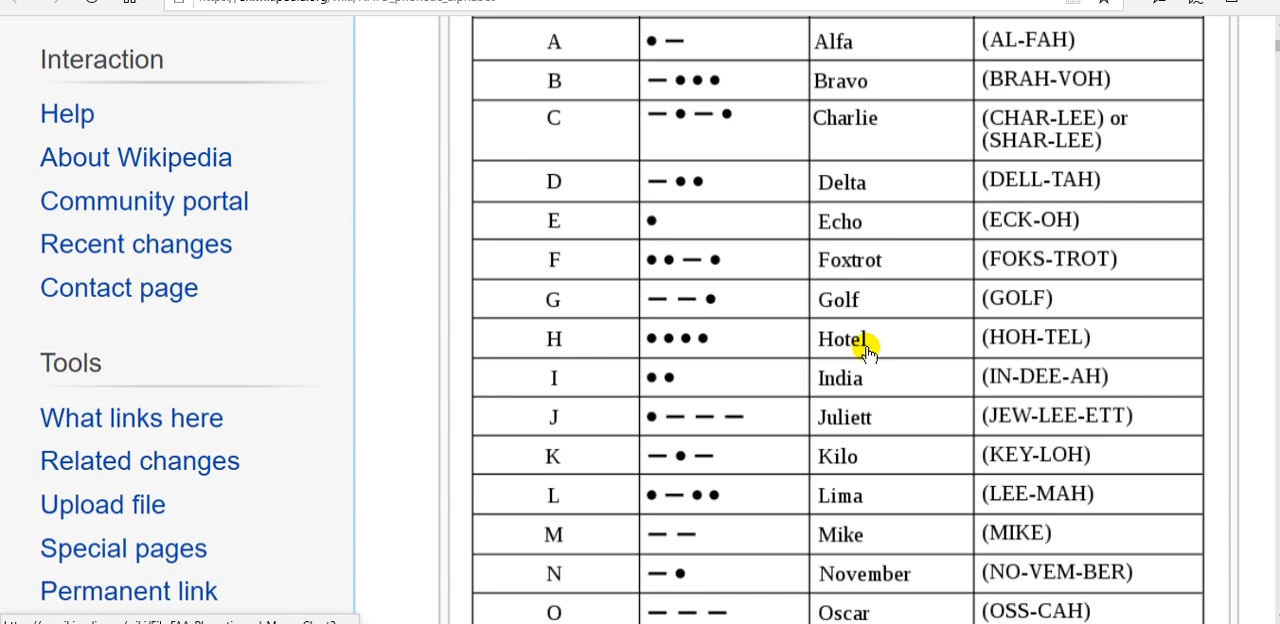 Interaction
Help
About Wikipedia
Community portal
Recent changes
Contact page
Tools
What links here
Related changes
Upload file
Special pages
Permanent link
A ● — Alfa (AL-FAH)
B — ● ● ● Bravo (BRAH-VOH)
C — ● — ● Charlie (CHAR-LEE) or
(SHAR-LEE)
D — ● ● Delta (DELL-TAH)
E ● Echo (ECK-OH)
F ● ● — ● Foxtrot (FOKS-TROT)
G — — ● Golf (GOLF)
H ● ● ● ● Hotel (HOH-TEL)
I ● ● India (IN-DEE-AH)
J ● — — — Juliett (JEW-LEE-ETT)
K — ● — Kilo (KEY-LOH)
L ● — ● ● Lima (LEE-MAH)
M — — Mike (MIKE)
N — ● November (NO-VEM-BER)
O — — — Oscar (OSS-CAH)